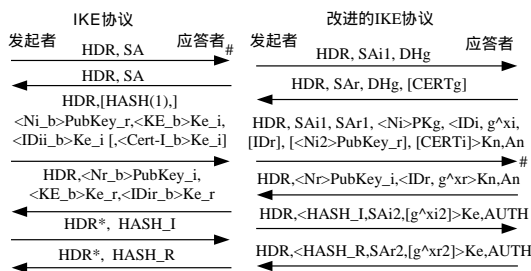 IKE协议
发起者 应答者#
HDR, SA
HDR, SA
HDR,[HASH(1),]
<Ni_b>PubKey_r,<KE_b>Ke_i,
<IDii_b>Ke_i [,<Cert-I_b>Ke_i]
HDR,<Nr_b>PubKey_i,
<KE_b>Ke_r,<IDir_b>Ke_r
HDR*, HASH_I
HDR*, HASH_R
改进的IKE协议
发起者 应答者
HDR, SAi1, DHg
HDR, SAr, DHg, [CERTg]
HDR, SAi1, SAr1, <Ni>PKg, <IDi, g^xi,
[IDr], [<Ni2>PubKey_r], [CERTi]>Kn,An
#
HDR,<Nr>PubKey_i,<IDr, g^xr>Kn,An
HDR,<HASH_I,SAi2,[g^xi2]>Ke,AUTH
HDR,<HASH_R,SAr2,[g^xr2]>Ke,AUTH